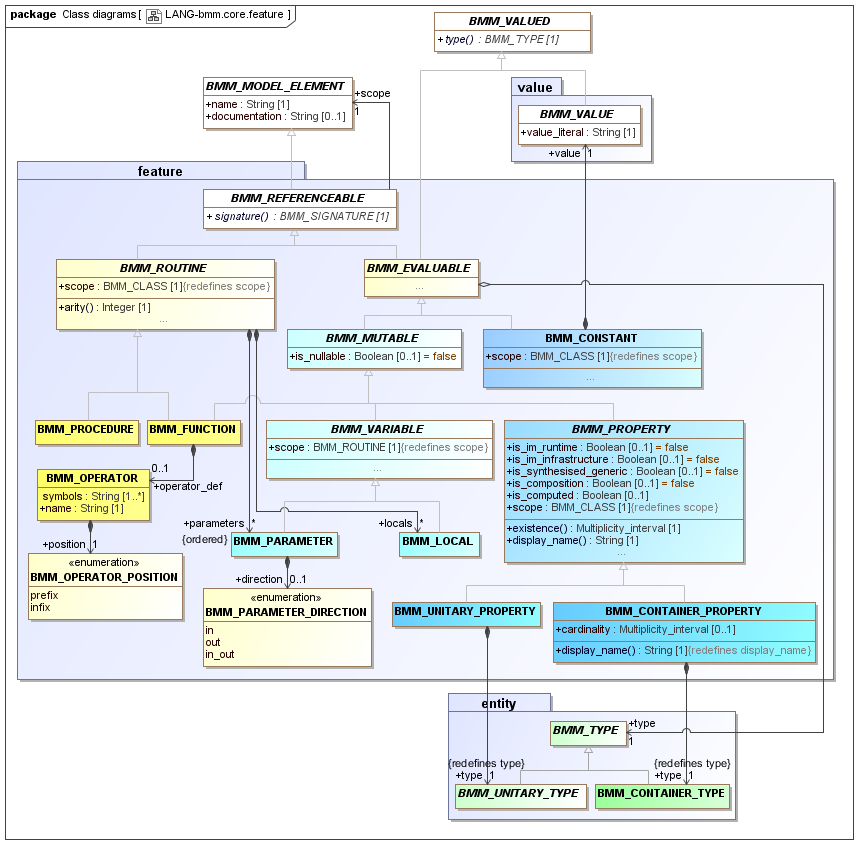 package Class diagrams [ LANG-bmm.core.feature ]
BMM_VALUED
+type() : BMM_TYPE [1]
BMM_MODEL_ELEMENT
+name : String [1]
+documentation : String [0..1]
+scope
1
value
BMM_VALUE
+value_literal : String [1]
+value 1
feature
BMM_REFERENCEABLE
+ signature() : BMM_SIGNATURE [1]
BMM_ROUTINE
+scope : BMM_CLASS [1]{redefines scope}
+arity() : Integer [1]
...
BMM_EVALUABLE
...
BMM_MUTABLE
+is_nullable : Boolean [0..1] = false
BMM_CONSTANT
+scope : BMM_CLASS [1]{redefines scope}
...
BMM_PROCEDURE
BMM_FUNCTION
BMM_VARIABLE
+scope : BMM_ROUTINE [1]{redefines scope}
...
BMM_PROPERTY
+is_im_runtime : Boolean [0..1] = false
+is_im_infrastructure : Boolean [0..1] = false
+is_synthesised_generic : Boolean [0..1] = false
+is_composition : Boolean [0..1] = false
+is_computed : Boolean [0..1]
+scope : BMM_CLASS [1]{redefines scope}
+existence() : Multiplicity_interval [1]
+display_name() : String [1]
...
0..1
+operator_def
BMM_OPERATOR
symbols : String [1..*]
+name : String [1]
+position 1
«enumeration»
BMM_OPERATOR_POSITION
prefix
infix
+parameters *
{ordered}
BMM_PARAMETER
+locals *
BMM_LOCAL
+direction 0..1
«enumeration»
BMM_PARAMETER_DIRECTION
in
out
in_out
BMM_UNITARY_PROPERTY
BMM_CONTAINER_PROPERTY
+cardinality : Multiplicity_interval [0..1]
+display_name() : String [1]{redefines display_name}
entity
BMM_TYPE
+type
1
{redefines type}
+type 1
{redefines type}
+type 1
BMM_UNITARY_TYPE
BMM_CONTAINER_TYPE